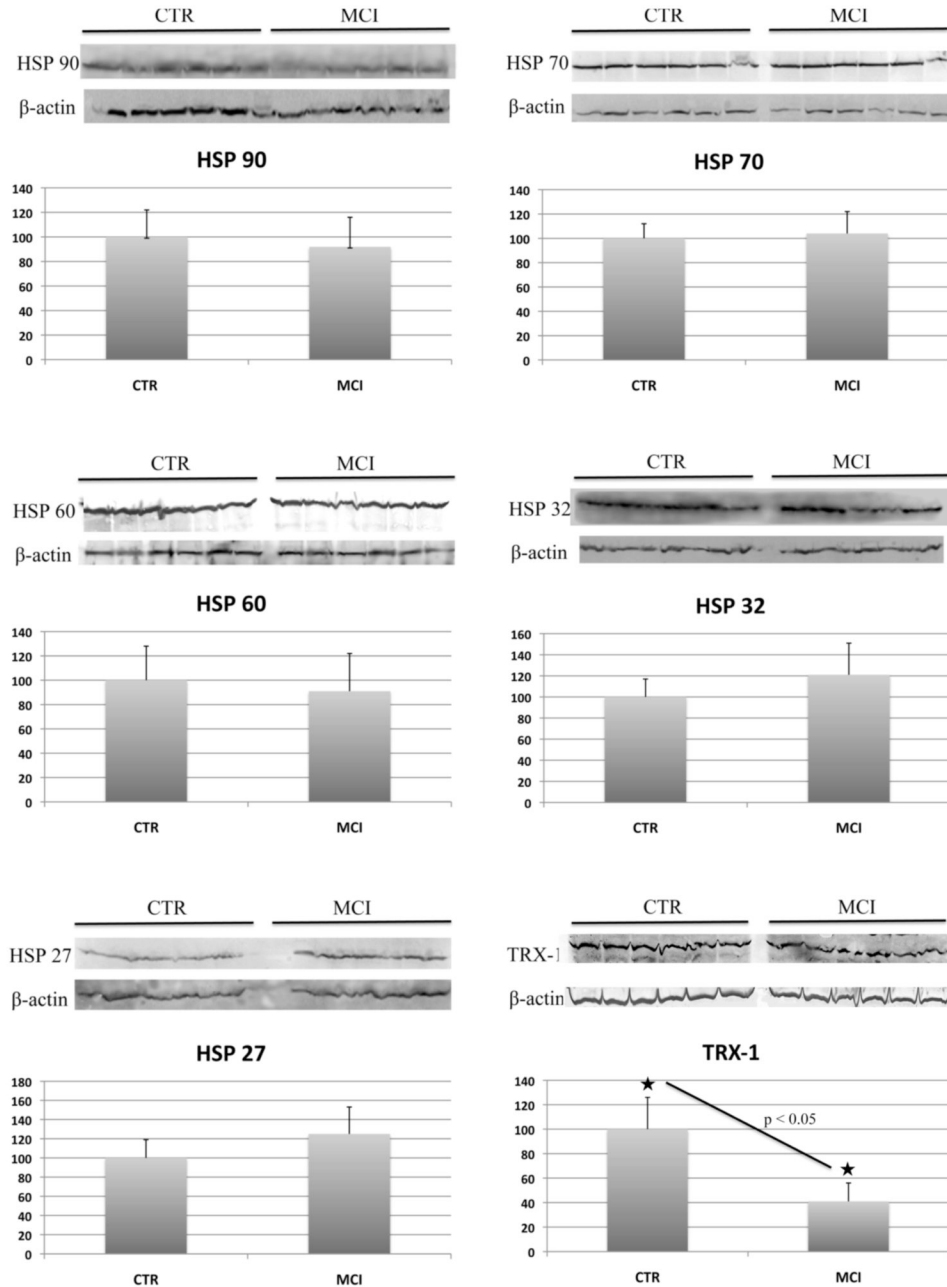 CTR MCI
HSP 90
β-actin
HSP 90
140
120
100
80
60
40
20
0
CTR MCI
CTR MCI
HSP 70
β-actin
HSP 70
140
120
100
80
60
40
20
0
CTR MCI
CTR MCI
HSP 60
β-actin
HSP 60
140
120
100
80
60
40
20
0
CTR MCI
CTR MCI
HSP 32
β-actin
HSP 32
160
140
120
100
80
60
40
20
0
CTR MCI
CTR MCI
HSP 27
β-actin
HSP 27
180
160
140
120
100
80
60
40
20
0
CTR MCI
CTR MCI
TRX-1
β-actin
TRX-1
140
120
100
80
60
40
20
0
p < 0.05
CTR MCI